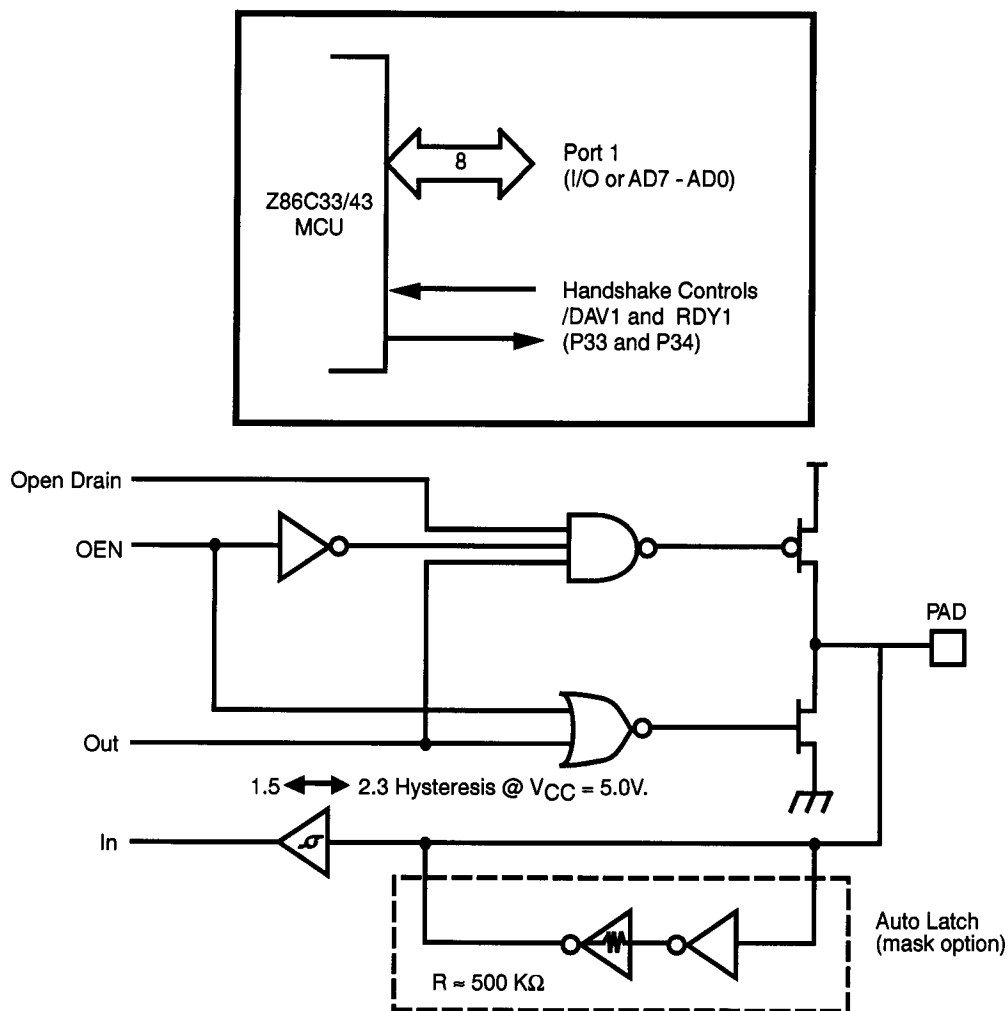 8
Port 1
(I/O or AD7 - AD0)
Z86C33/43
MCU
Handshake Controls
/DAV1 and RDY1
(P33 and P34)
Open Drain
OEN
PAD
Out
1.5 2.3 Hysteresis @ VCC = 5.0V.
In
Auto Latch
(mask option)
R ≈ 500 KΩ